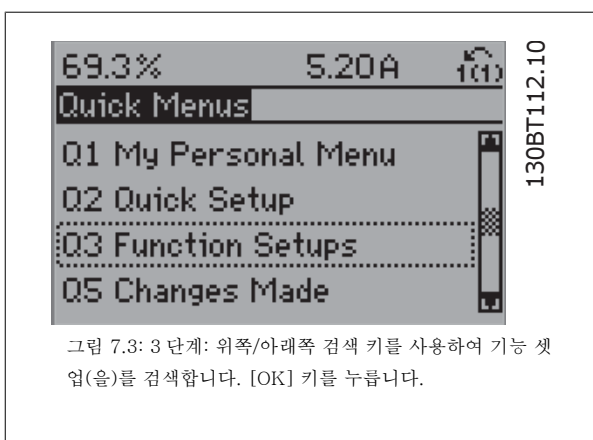 69.3% 5.20A 1(1)
Quick Menus
Q1 My Personal Menu
Q2 Quick Setup
Q3 Function Setups
Q5 Changes Made
130BT112.10
그림 7.3: 3 단계: 위쪽/아래쪽 검색 키를 사용하여 기능 셋
업(을)를 검색합니다. [OK] 키를 누릅니다.